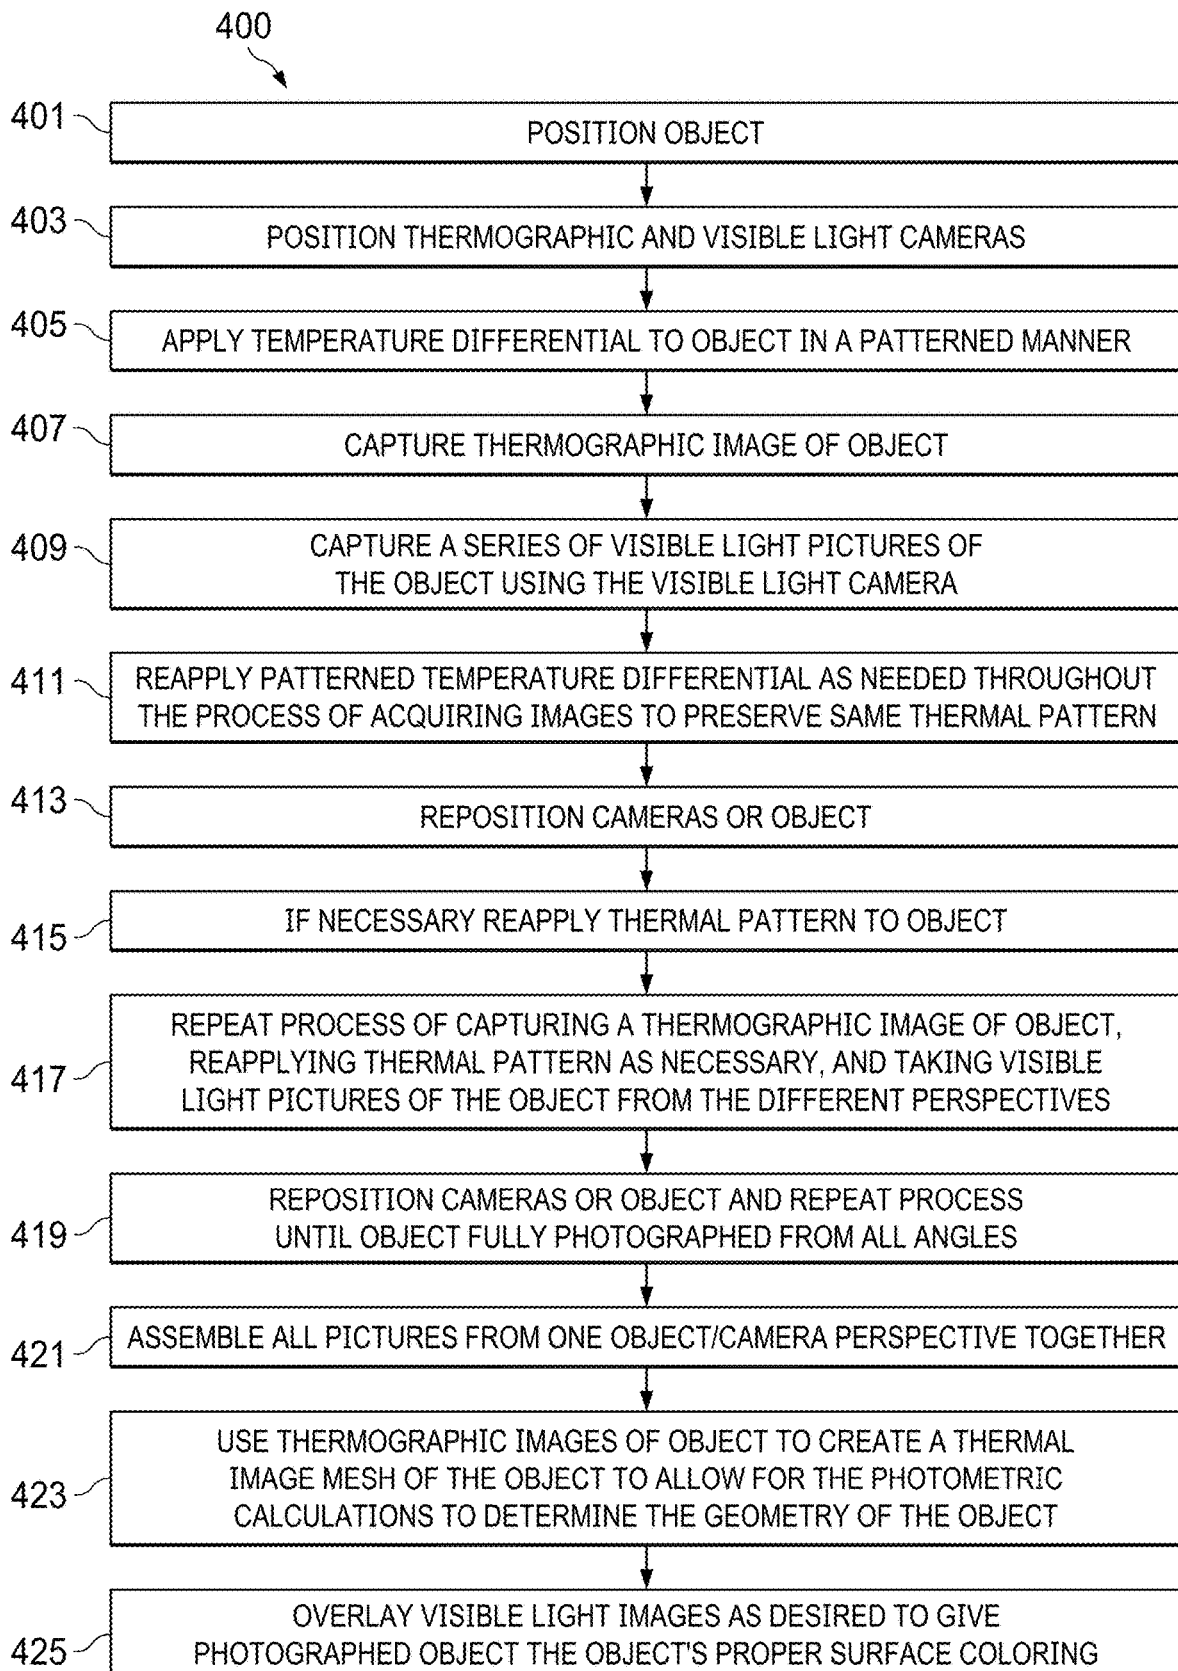 400
401
POSITION OBJECT
403
POSITION THERMOGRAPHIC AND VISIBLE LIGHT CAMERAS
405
APPLY TEMPERATURE DIFFERENTIAL TO OBJECT IN A PATTERNED MANNER
407
CAPTURE THERMOGRAPHIC IMAGE OF OBJECT
409
CAPTURE A SERIES OF VISIBLE LIGHT PICTURES OF
THE OBJECT USING THE VISIBLE LIGHT CAMERA
411
REAPPLY PATTERNED TEMPERATURE DIFFERENTIAL AS NEEDED THROUGHOUT
THE PROCESS OF ACQUIRING IMAGES TO PRESERVE SAME THERMAL PATTERN
413
REPOSITION CAMERAS OR OBJECT
415
IF NECESSARY REAPPLY THERMAL PATTERN TO OBJECT
417
REPEAT PROCESS OF CAPTURING A THERMOGRAPHIC IMAGE OF OBJECT,
REAPPLYING THERMAL PATTERN AS NECESSARY, AND TAKING VISIBLE
LIGHT PICTURES OF THE OBJECT FROM THE DIFFERENT PERSPECTIVES
419
REPOSITION CAMERAS OR OBJECT AND REPEAT PROCESS
UNTIL OBJECT FULLY PHOTOGRAPHED FROM ALL ANGLES
421
ASSEMBLE ALL PICTURES FROM ONE OBJECT/CAMERA PERSPECTIVE TOGETHER
423
USE THERMOGRAPHIC IMAGES OF OBJECT TO CREATE A THERMAL
IMAGE MESH OF THE OBJECT TO ALLOW FOR THE PHOTOMETRIC
CALCULATIONS TO DETERMINE THE GEOMETRY OF THE OBJECT
425
OVERLAY VISIBLE LIGHT IMAGES AS DESIRED TO GIVE
PHOTOGRAPHED OBJECT THE OBJECT'S PROPER SURFACE COLORING